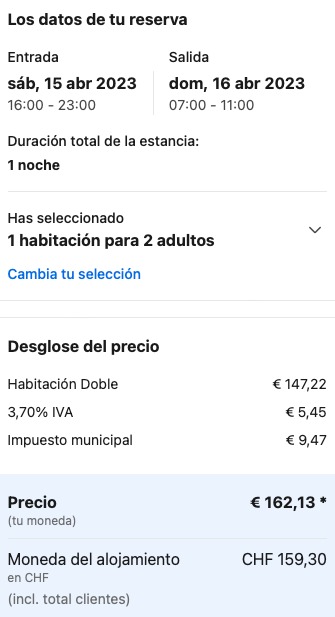 Los datos de tu reserva
Entrada
Salida
sáb, 15 abr 2023
dom, 16 abr 2023
16:00 - 23:00
07:00 - 11:00
Duración total de la estancia:
1 noche
Has seleccionado
1 habitación para 2 adultos
Cambia tu selección
Desglose del precio
Habitación Doble € 147,22
3,70% IVA € 5,45
Impuesto municipal € 9,47
Precio € 162,13 *
(tu moneda)
Moneda del alojamiento CHF 159,30
en CHF
(incl. total clientes)